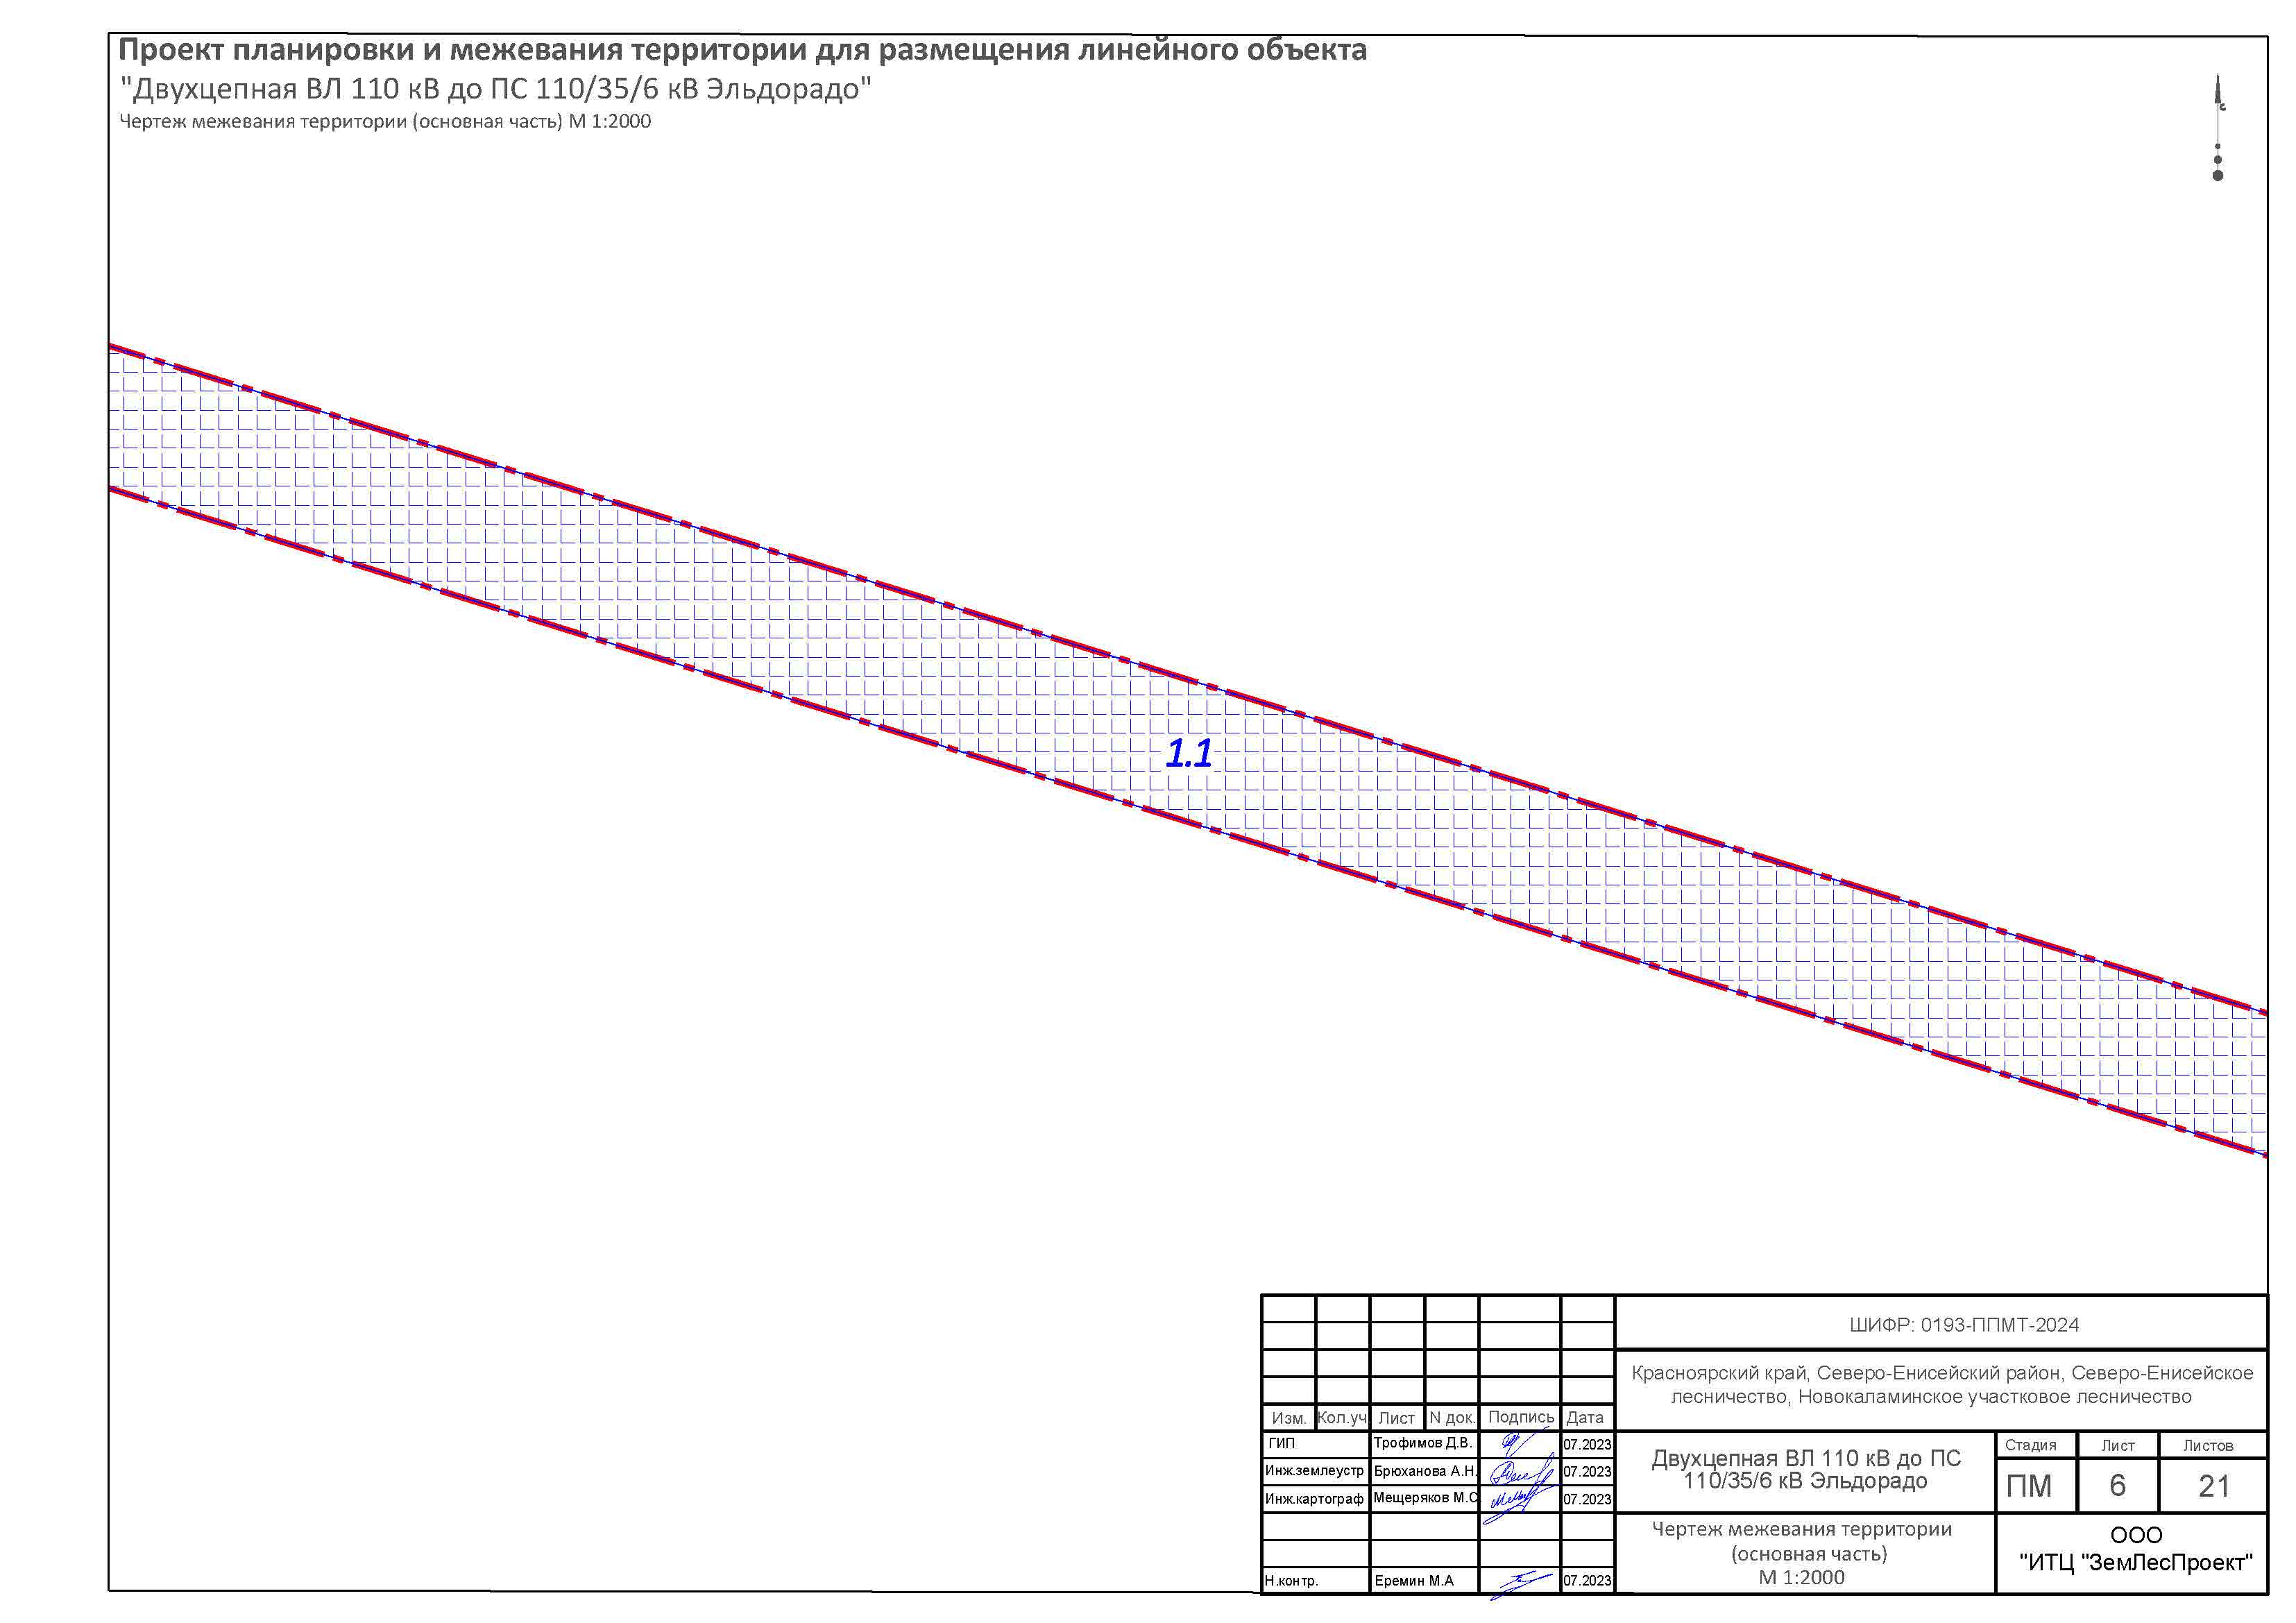 Проект планировки и межевания территории для размещения линейного объекта
"Двухцепная ВЛ 110 кВ до ПС 110/35/6 кВ Эльдорадо"
Чертеж межевания территории (основная часть) М 1:2000
с
1.1
ШИФР: 0193-ППМТ-2024
Красноярский край, Северо-Енисейский район, Северо-Енисейское
лесничество, Новокаламинское участковое лесничество
Изм. Кол.уч Лист N док. Подпись Дата
ГИП Трофимов Д.В. 07.2023
Инж.землеустр Брюханова А.Н. 07.2023
Инж.картограф Мещеряков М.С 07.2023
Н.контр. Еремин М.А 07.2023
Двухцепная ВЛ 110 кВ до ПС
110/35/6 кВ Эльдорадо
Стадия Лист Листов
ПМ 6 21
Чертеж межевания территории
(основная часть)
М 1:2000
ООО
"ИТЦ "ЗемЛесПроект"